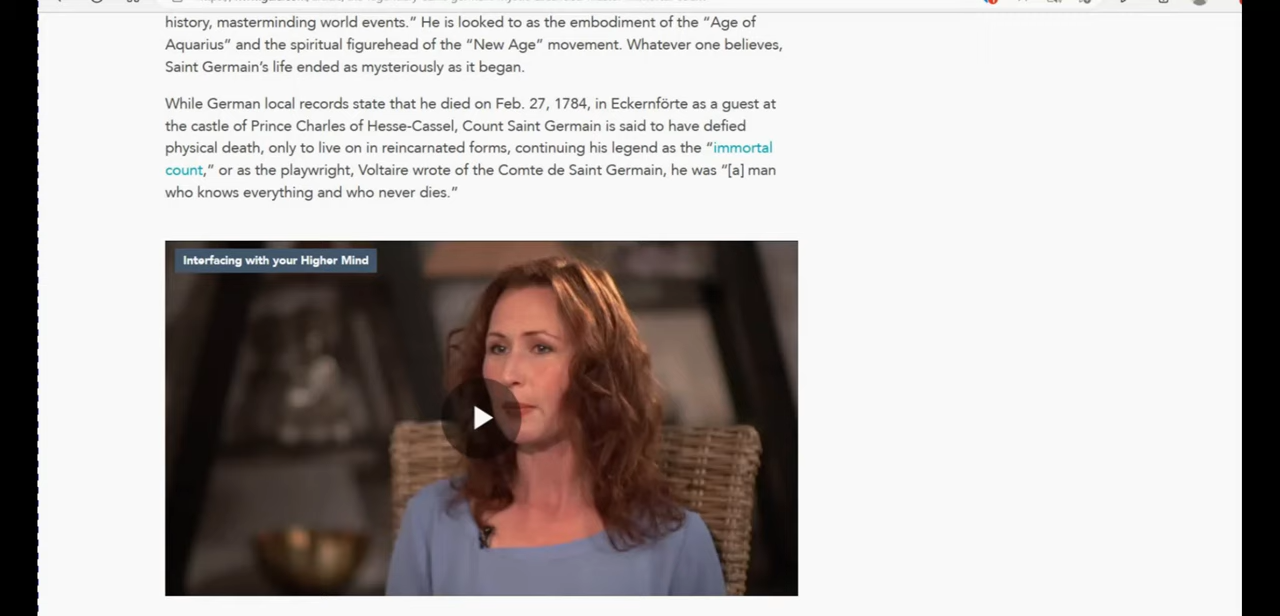 history, masterminding world events.” He is looked to as the embodiment of the “Age of
Aquarius” and the spiritual figurehead of the “New Age” movement. Whatever one believes,
Saint Germain’s life ended as mysteriously as it began.
While German local records state that he died on Feb. 27, 1784, in Eckernförte as a guest at
the castle of Prince Charles of Hesse-Cassel, Count Saint Germain is said to have defied
physical death, only to live on in reincarnated forms, continuing his legend as the “immortal
count,” or as the playwright, Voltaire wrote of the Comte de Saint Germain, he was “[a] man
who knows everything and who never dies.”
Interfacing with your Higher Mind